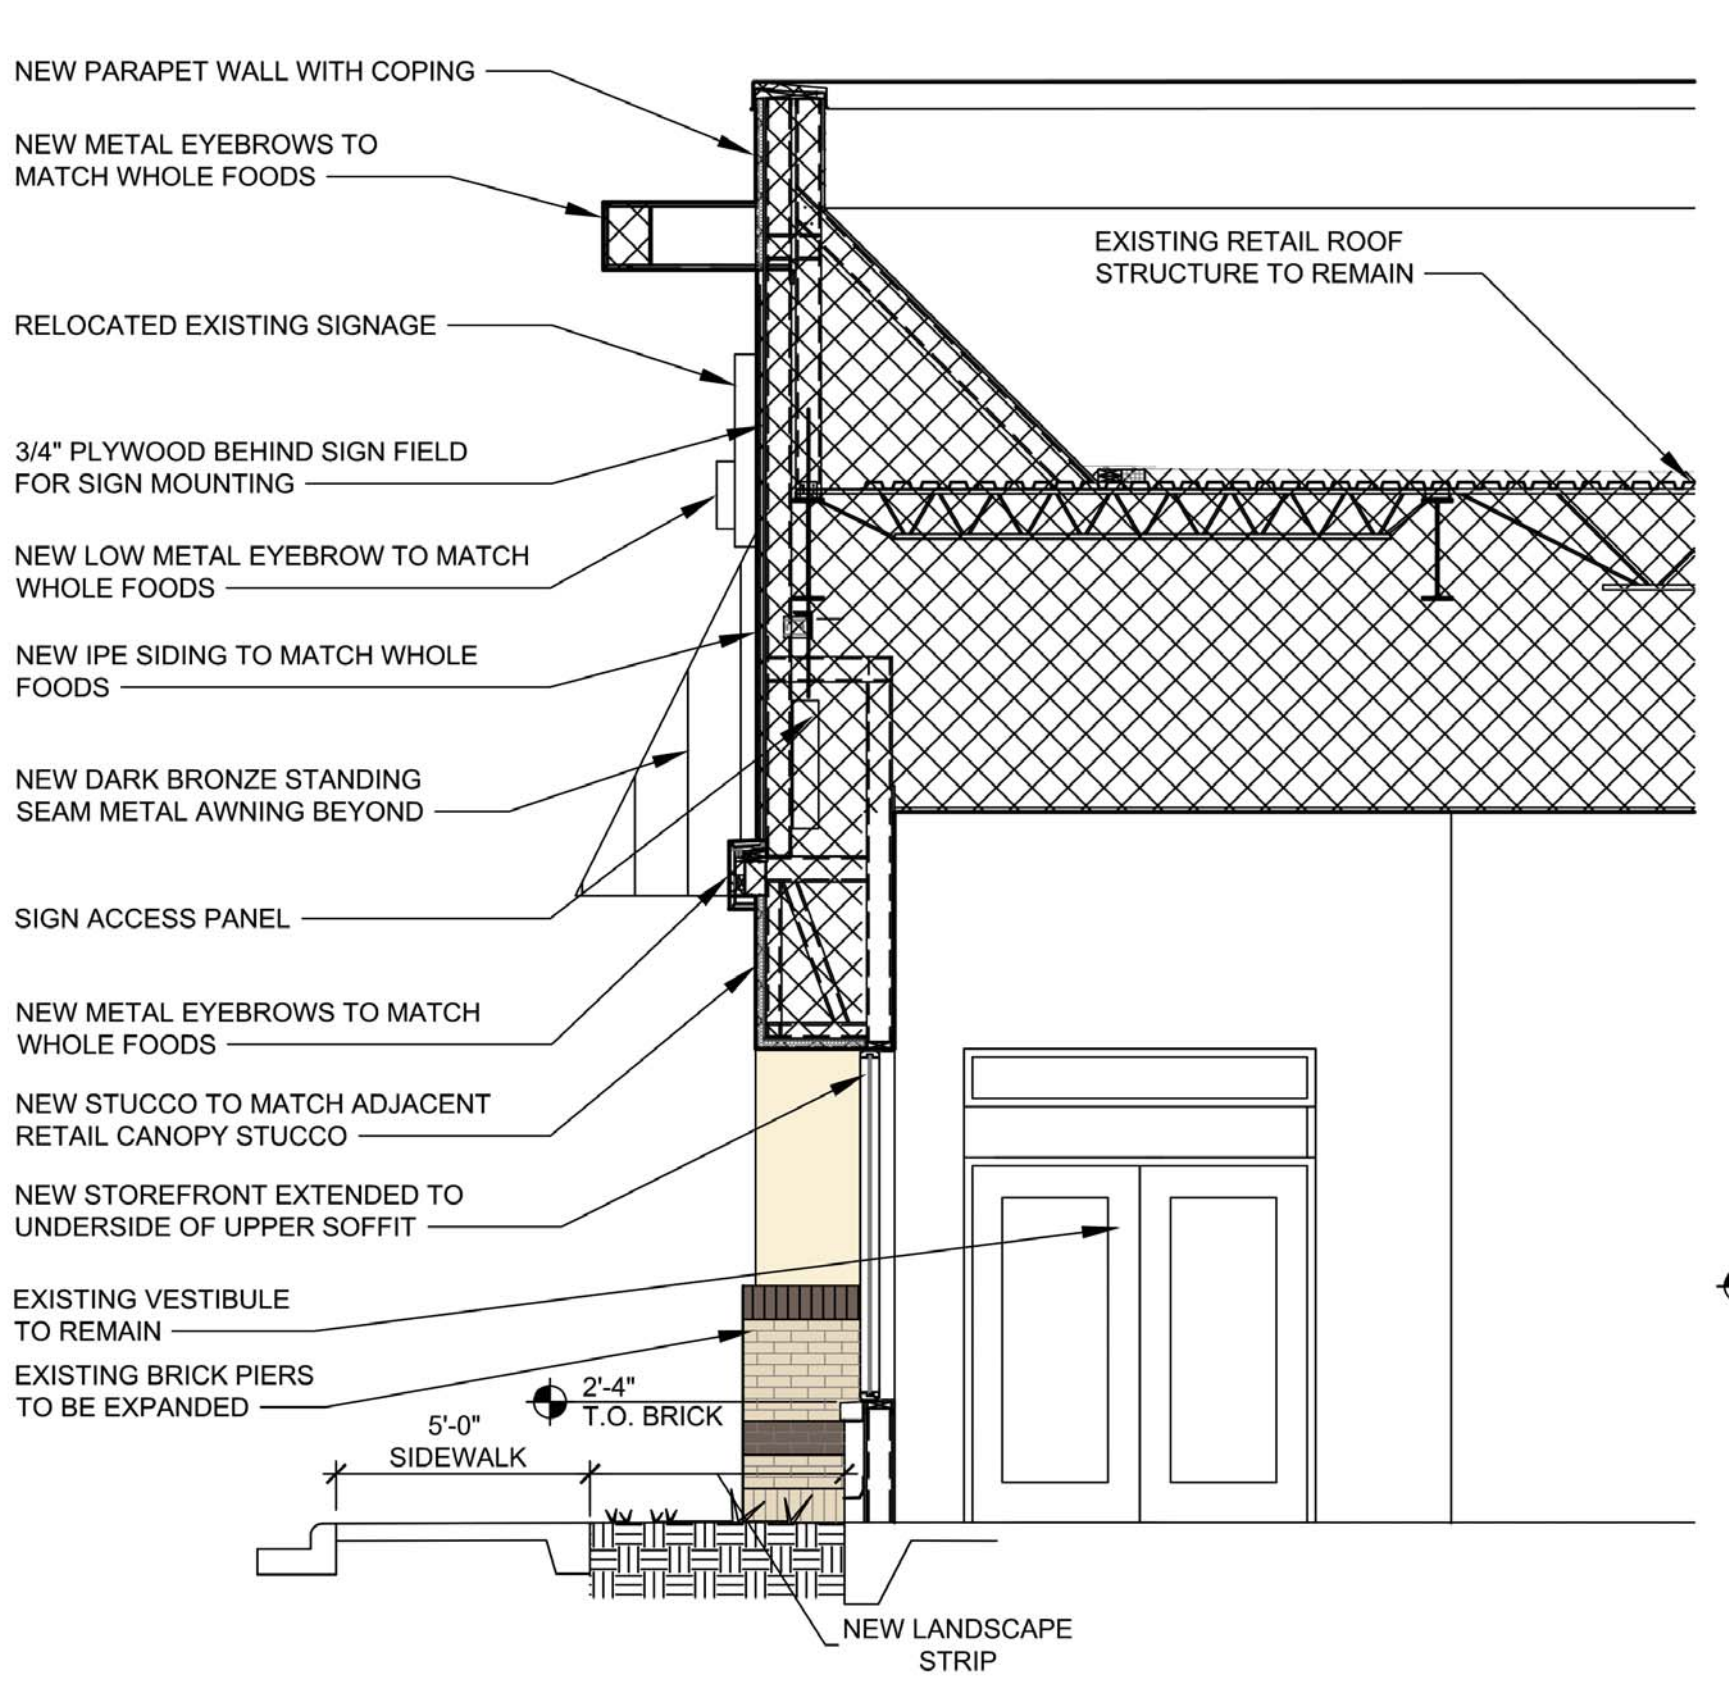 NEW PARAPET WALL WITH COPING
NEW METAL EYEBROWS TO
MATCH WHOLE FOODS
EXISTING RETAIL ROOF
STRUCTURE TO REMAIN
RELOCATED EXISTING SIGNAGE
3/4" PLYWOOD BEHIND SIGN FIELD
FOR SIGN MOUNTING
NEW LOW METAL EYEBROW TO MATCH
WHOLE FOODS
NEW IPE SIDING TO MATCH WHOLE
FOODS
NEW DARK BRONZE STANDING
SEAM METAL AWNING BEYOND
SIGN ACCESS PANEL
NEW METAL EYEBROWS TO MATCH
WHOLE FOODS
NEW STUCCO TO MATCH ADJACENT
RETAIL CANOPY STUCCO
NEW STOREFRONT EXTENDED TO
UNDERSIDE OF UPPER SOFFIT
EXISTING VESTIBULE
TO REMAIN
EXISTING BRICK PIERS
TO BE EXPANDED
2'-4"
T.O. BRICK
5'-0"
SIDEWALK
NEW LANDSCAPE
STRIP